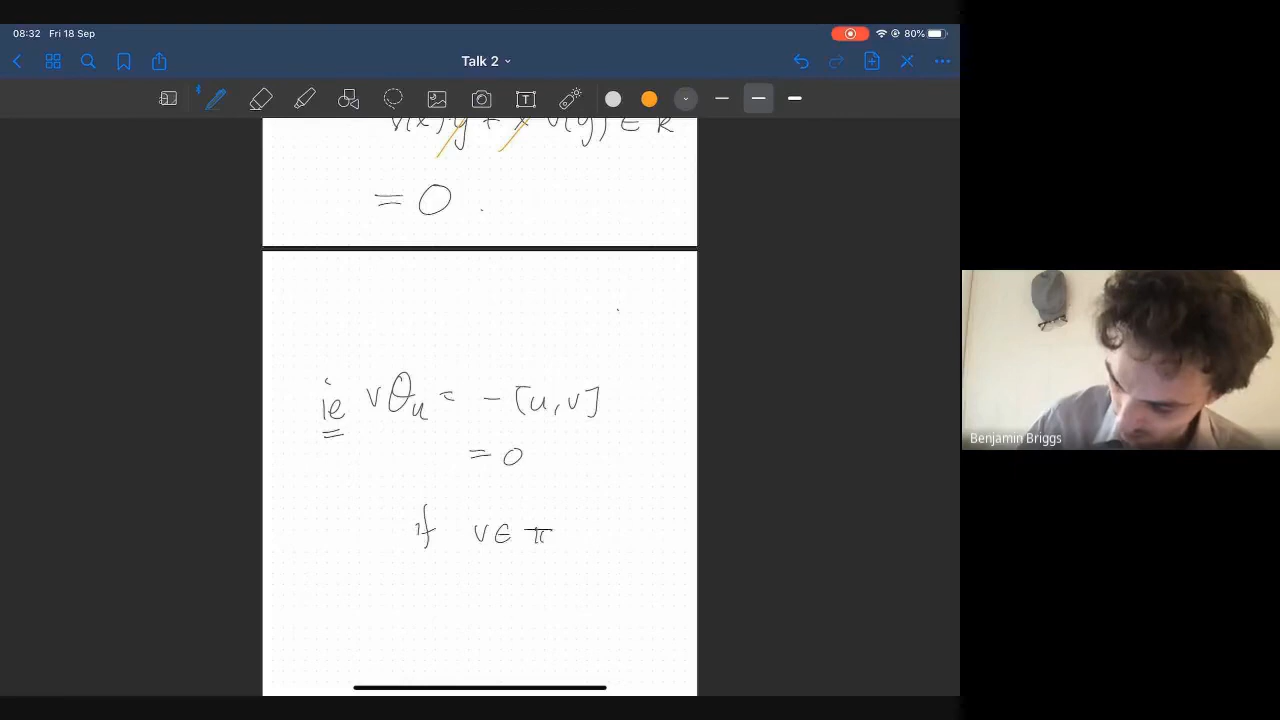 08:32 Fri 18 Sep
80%
Talk 2
T
v(x) y + x v(y) ∈ k
= 0 .
ie vθ_u = - [u, v]
= 0
if v ∈ π
Benjamin Briggs